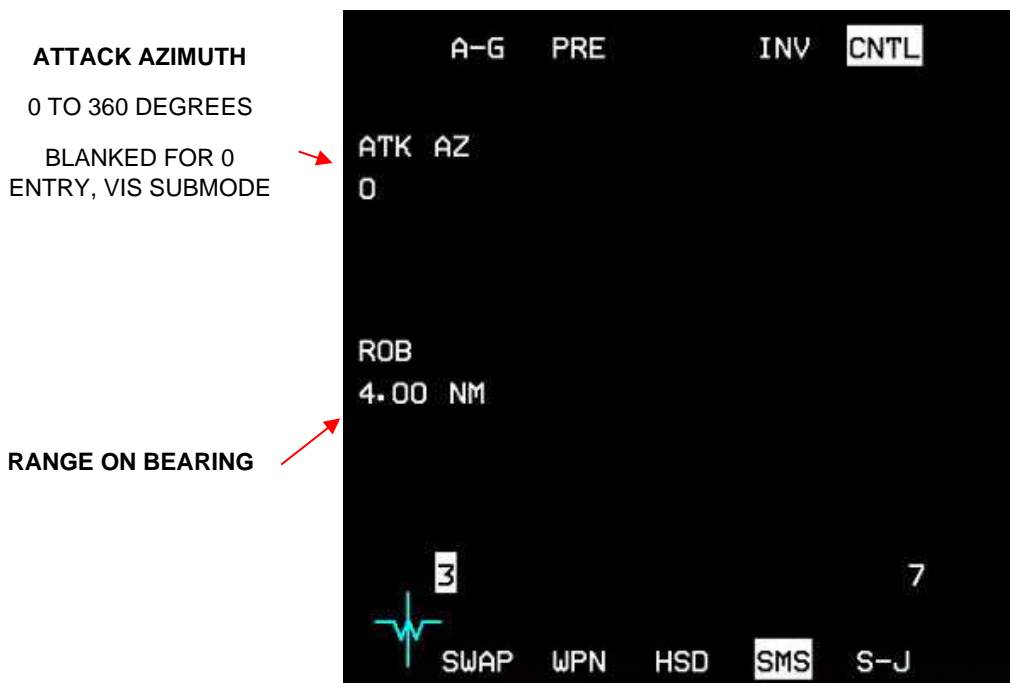 ATTACK AZIMUTH
0 TO 360 DEGREES
BLANKED FOR 0
ENTRY, VIS SUBMODE
RANGE ON BEARING
A-G PRE INV CNTL
ATK AZ
0
ROB
4.00 NM
3 7
SWAP WPN HSD SMS S-J